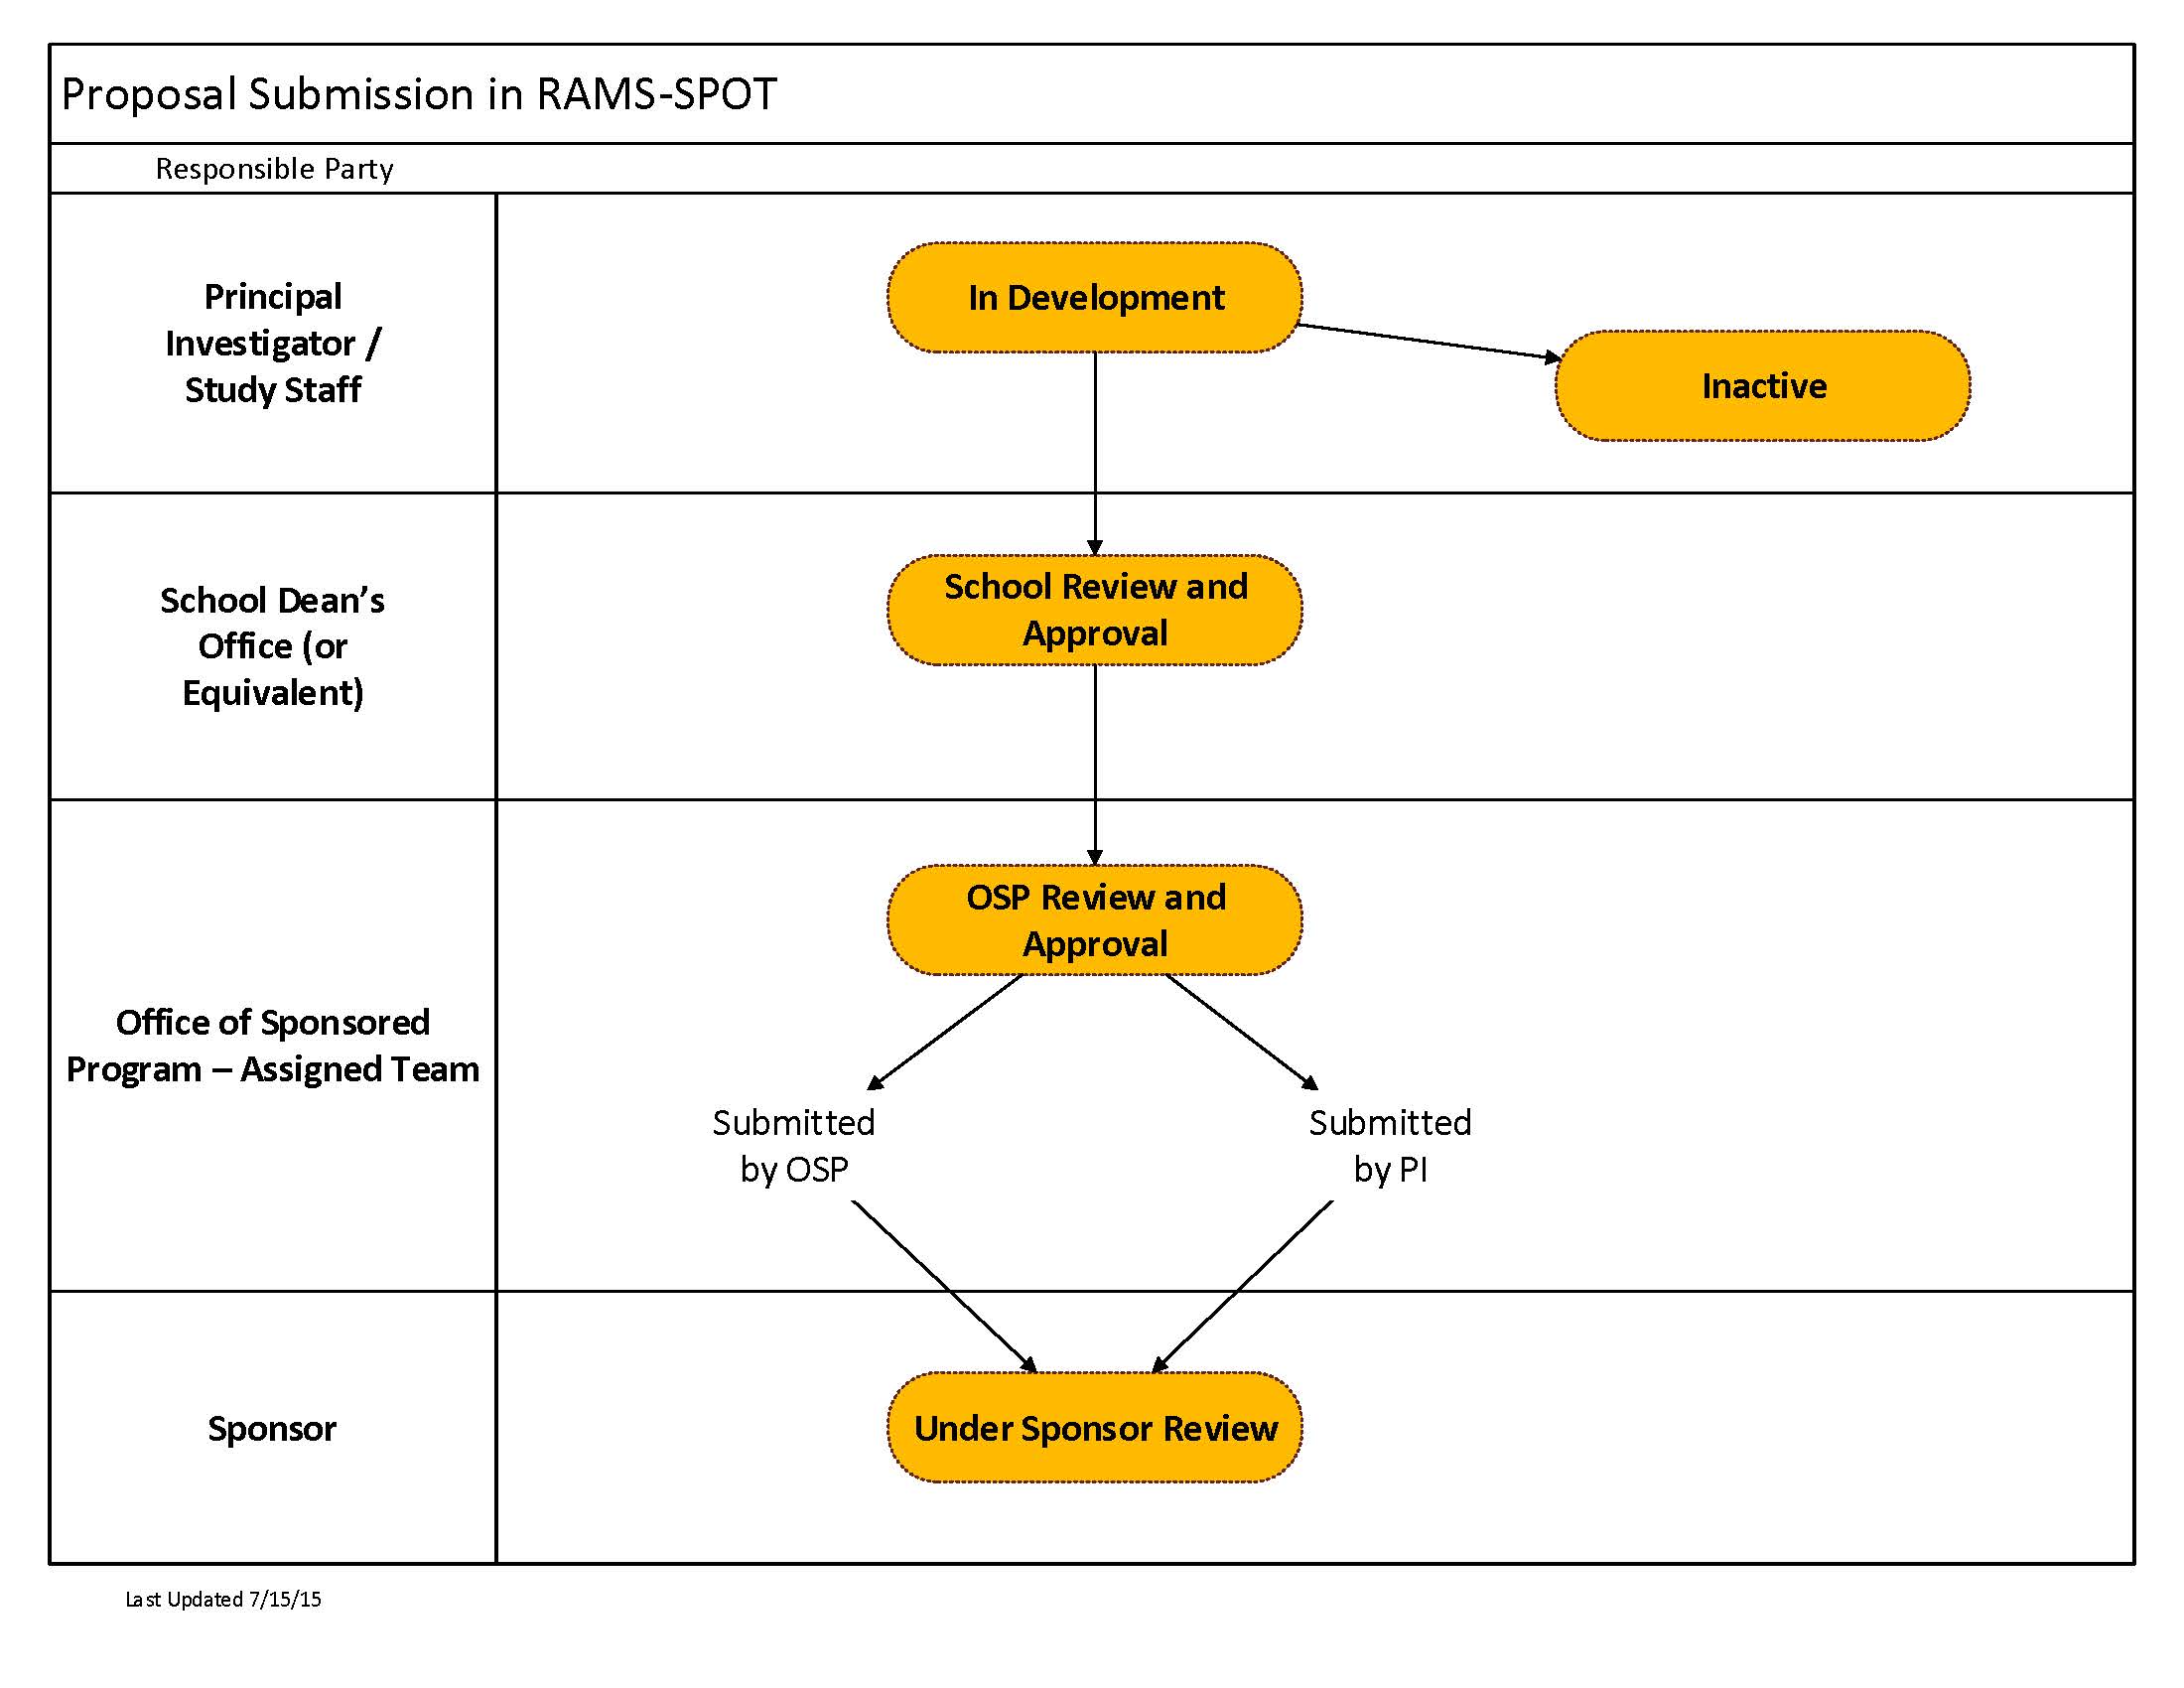 Proposal Submission in RAMS-SPOT
Responsible Party
Principal
Investigator /
Study Staff
In Development
Inactive
School Dean’s
Office (or
Equivalent)
School Review and
Approval
Office of Sponsored
Program – Assigned Team
OSP Review and
Approval
Submitted
by OSP
Submitted
by PI
Sponsor
Under Sponsor Review
Last Updated 7/15/15